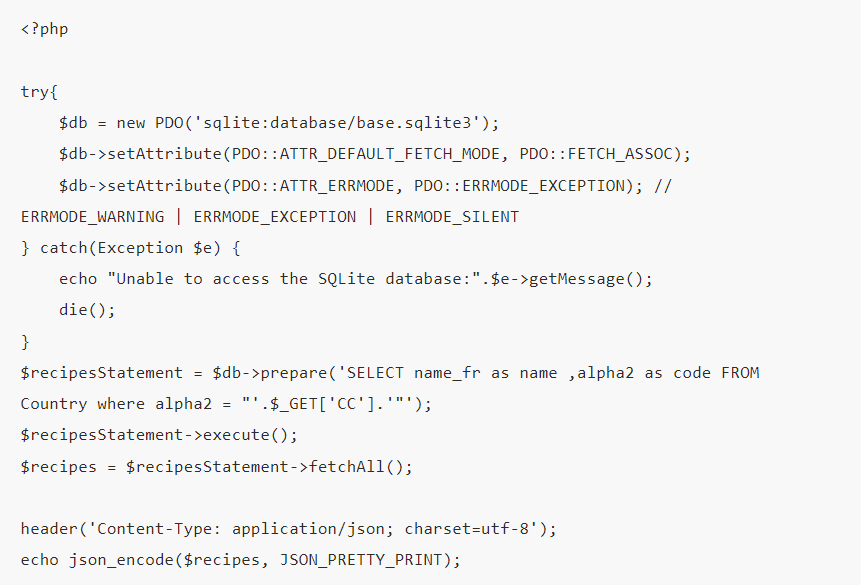 <?php
try{
    $db = new PDO('sqlite:database/base.sqlite3');
    $db->setAttribute(PDO::ATTR_DEFAULT_FETCH_MODE, PDO::FETCH_ASSOC);
    $db->setAttribute(PDO::ATTR_ERRMODE, PDO::ERRMODE_EXCEPTION); //
ERRMODE_WARNING | ERRMODE_EXCEPTION | ERRMODE_SILENT
} catch(Exception $e) {
    echo "Unable to access the SQLite database:".$e->getMessage();
    die();
}
$recipesStatement = $db->prepare('SELECT name_fr as name ,alpha2 as code FROM
Country where alpha2 = "'.$_GET['CC'].'"');
$recipesStatement->execute();
$recipes = $recipesStatement->fetchAll();
header('Content-Type: application/json; charset=utf-8');
echo json_encode($recipes, JSON_PRETTY_PRINT);